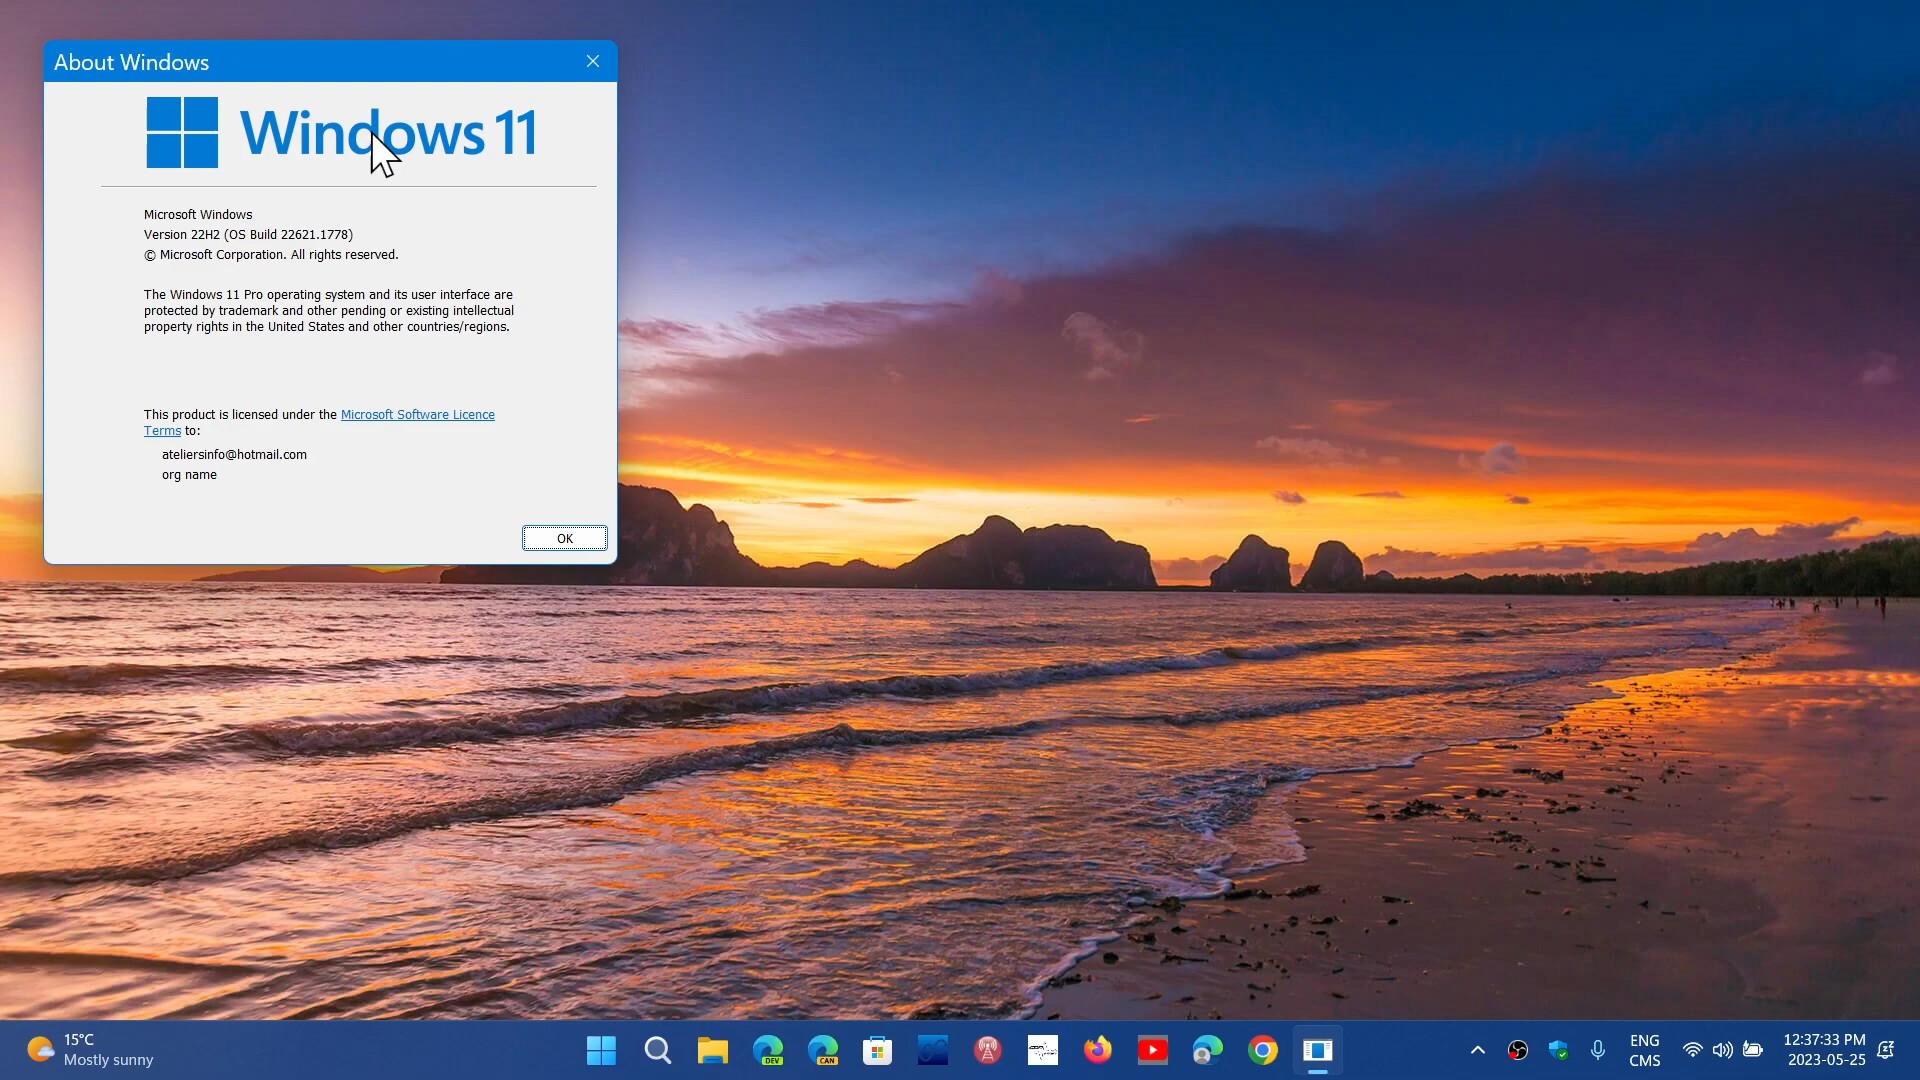 About Windows
Windows 11
Microsoft Windows
Version 22H2 (OS Build 22621.1778)
© Microsoft Corporation. All rights reserved.
The Windows 11 Pro operating system and its user interface are
protected by trademark and other pending or existing intellectual
property rights in the United States and other countries/regions.
This product is licensed under the Microsoft Software Licence
Terms to:
ateliersinfo@hotmail.com
org name
OK
15°C
Mostly sunny
DEV
CAN
ENG
CMS
12:37:33 PM
2023-05-25